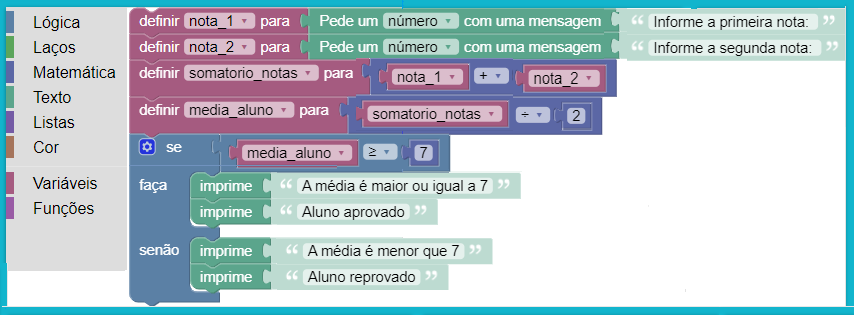 Lógica
Laços
Matemática
Texto
Listas
Cor
Variáveis
Funções
definir nota_1 para Pede um número com uma mensagem “ Informe a primeira nota: ”
definir nota_2 para Pede um número com uma mensagem “ Informe a segunda nota: ”
definir somatorio_notas para nota_1 + nota_2
definir media_aluno para somatorio_notas ÷ 2
se media_aluno ≥ 7
faça imprime “ A média é maior ou igual a 7 ”
imprime “ Aluno aprovado ”
senão imprime “ A média é menor que 7 ”
imprime “ Aluno reprovado ”